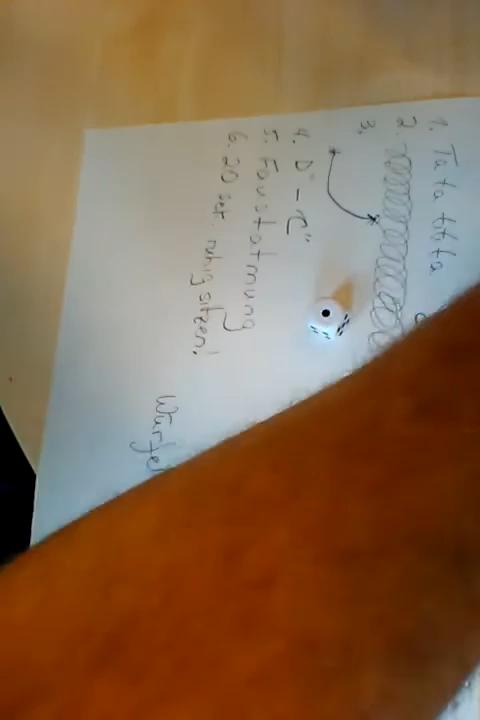 1. Ta ta ti ti ta
2.
3.
4. D" - C"
5. Faustatmung
6. 20 sek. ruhig sitzen!